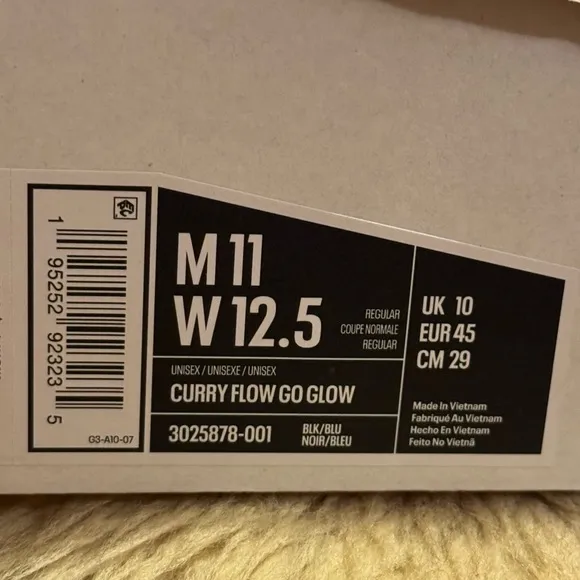 1 95252 92323 5
G3-A10-07
M 11
W 12.5
REGULAR
COUPE NORMALE
REGULAR
UNISEX / UNISEXE / UNISEX
CURRY FLOW GO GLOW
3025878-001
BLK/BLU
NOIR/BLEU
UK 10
EUR 45
CM 29
Made In Vietnam
Fabriqué Au Vietnam
Hecho En Vietnam
Feito No Vietnã